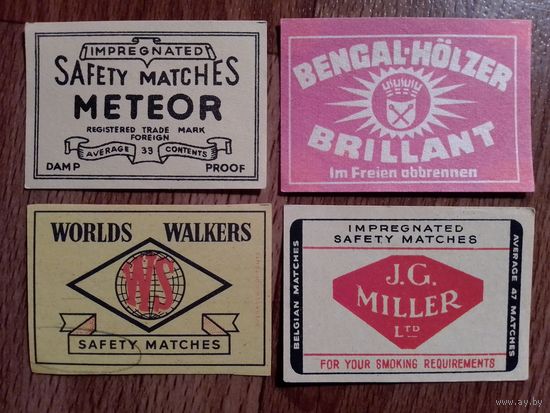 IMPREGNATED
SAFETY MATCHES
METEOR
REGISTERED TRADE MARK
FOREIGN
AVERAGE 33 CONTENTS
DAMP PROOF
BENGAL-HÖLZER
BRILLANT
Im Freien abbrennen
WORLDS WALKERS
WS
SAFETY MATCHES
IMPREGNATED
SAFETY MATCHES
BELGIAN MATCHES
J.G.
MILLER
LTD
AVERAGE 47 MATCHES
FOR YOUR SMOKING REQUIREMENTS
www.ay.by